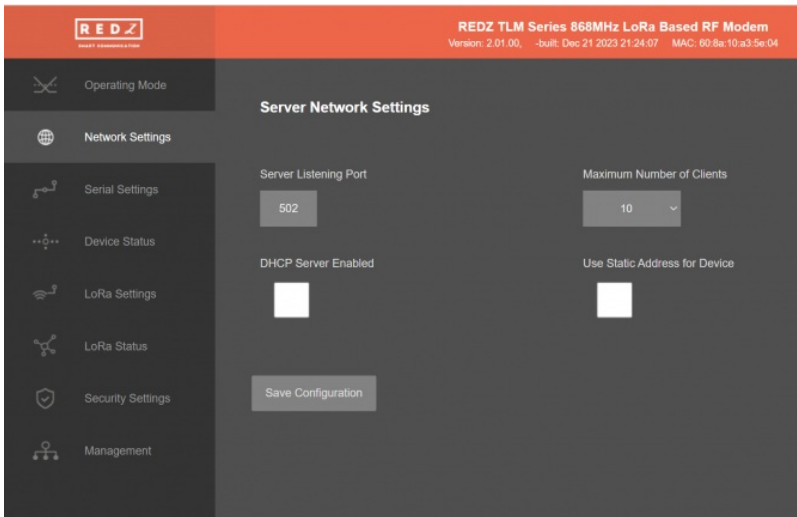 REDZ
SMART COMMUNICATION
REDZ TLM Series 868MHz LoRa Based RF Modem
Version: 2.01.00, -built: Dec 21 2023 21:24:07 MAC: 60:8a:10:a3:5e:04
Operating Mode
Network Settings
Serial Settings
Device Status
LoRa Settings
LoRa Status
Security Settings
Management
Server Network Settings
Server Listening Port
502
Maximum Number of Clients
10
DHCP Server Enabled
Use Static Address for Device
Save Configuration